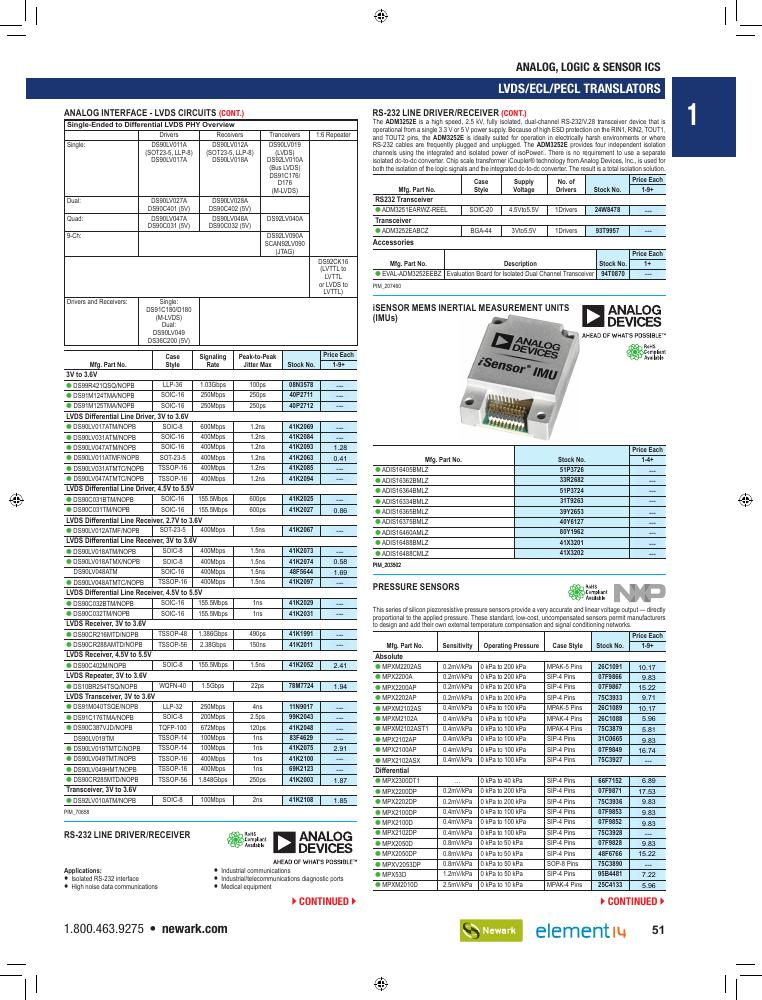 ANALOG, LOGIC & SENSOR ICS
LVDS/ECL/PECL TRANSLATORS
1
ANALOG INTERFACE - LVDS CIRCUITS (CONT.)
Single-Ended to Differential LVDS PHY Overview
Drivers Receivers Tranceivers 1:6 Repeater
Single: DS90LV011A DS90LV012A DS90LV019
(SOT23-5, LLP-8) (SOT23-5, LLP-8) (LVDS)
DS90LV017A DS90LV018A DS92LV010A
(Bus LVDS)
DS91C176/
D176
(M-LVDS)
Dual: DS90LV027A DS90LV028A
DS90C401 (5V) DS90C402 (5V)
Quad: DS90LV047A DS90LV048A DS92LV040A
DS90C031 (5V) DS90C032 (5V)
9-Ch: DS92LV090A
SCAN92LV090
(JTAG)
DS92CK16
(LVTTL to
LVTTL
or LVDS to
LVTTL)
Drivers and Receivers: Single:
DS91C180/D180
(M-LVDS)
Dual:
DS90LV049
DS36C200 (5V)
Mfg. Part No. Case Style Signaling Rate Peak-to-Peak Jitter Max Stock No. Price Each 1-9+
3V to 3.6V
DS99R421QSQ/NOPB LLP-36 1.03Gbps 100ps 08N3578 ---
DS91M124TMA/NOPB SOIC-16 250Mbps 250ps 40P2711 ---
DS91M125TMA/NOPB SOIC-16 250Mbps 250ps 40P2712 ---
LVDS Differential Line Driver, 3V to 3.6V
DS90LV017ATM/NOPB SOIC-8 600Mbps 1.2ns 41K2069 ---
DS90LV031ATM/NOPB SOIC-16 400Mbps 1.2ns 41K2084 ---
DS90LV047ATM/NOPB SOIC-16 400Mbps 1.2ns 41K2093 1.28
DS90LV011ATMF/NOPB SOT-23-5 400Mbps 1.2ns 41K2063 0.41
DS90LV031ATMTC/NOPB TSSOP-16 400Mbps 1.2ns 41K2085 ---
DS90LV047ATMTC/NOPB TSSOP-16 400Mbps 1.2ns 41K2094 ---
LVDS Differential Line Driver, 4.5V to 5.5V
DS90C031BTM/NOPB SOIC-16 155.5Mbps 600ps 41K2025 ---
DS90C031TM/NOPB SOIC-16 155.5Mbps 600ps 41K2027 0.86
LVDS Differential Line Receiver, 2.7V to 3.6V
DS90LV012ATMF/NOPB SOT-23-5 400Mbps 1.5ns 41K2067 ---
LVDS Differential Line Receiver, 3V to 3.6V
DS90LV018ATM/NOPB SOIC-8 400Mbps 1.5ns 41K2073 ---
DS90LV018ATMX/NOPB SOIC-8 400Mbps 1.5ns 41K2074 0.58
DS90LV048ATM SOIC-16 400Mbps 1.5ns 48F5644 1.69
DS90LV048ATMTC/NOPB TSSOP-16 400Mbps 1.5ns 41K2097 ---
LVDS Differential Line Receiver, 4.5V to 5.5V
DS90C032BTM/NOPB SOIC-16 155.5Mbps 1ns 41K2029 ---
DS90C032TM/NOPB SOIC-16 155.5Mbps 1ns 41K2031 ---
LVDS Receiver, 3V to 3.6V
DS90CR216MTD/NOPB TSSOP-48 1.386Gbps 490ps 41K1991 ---
DS90CR288AMTD/NOPB TSSOP-56 2.38Gbps 150ns 41K2011 ---
LVDS Receiver, 4.5V to 5.5V
DS90C402M/NOPB SOIC-8 155.5Mbps 1.5ns 41K2052 2.41
LVDS Repeater, 3V to 3.6V
DS10BR254TSQ/NOPB WQFN-40 1.5Gbps 22ps 78M7724 1.94
LVDS Transceiver, 3V to 3.6V
DS91M040TSQE/NOPB LLP-32 250Mbps 4ns 11N9017 ---
DS91C176TMA/NOPB SOIC-8 200Mbps 2.5ps 99K2043 ---
DS90C387VJD/NOPB TQFP-100 672Mbps 120ps 41K2048 ---
DS90LV019TM TSSOP-14 100Mbps 1ns 83F4629 ---
DS90LV019TMTC/NOPB TSSOP-14 100Mbps 1ns 41K2075 2.91
DS90LV049TMT/NOPB TSSOP-16 400Mbps 1ns 41K2100 ---
DS90LV049HMT/NOPB TSSOP-16 400Mbps 1ns 69K2123 ---
DS90CR285MTD/NOPB TSSOP-56 1.848Gbps 250ps 41K2003 1.87
Transceiver, 3V to 3.6V
DS92LV010ATM/NOPB SOIC-8 100Mbps 2ns 41K2108 1.85
PIM_70658
RS-232 LINE DRIVER/RECEIVER
RoHS Compliant Available
ANALOG DEVICES
AHEAD OF WHAT'S POSSIBLE™
Applications:
• Isolated RS-232 interface
• High noise data communications
• Industrial communications
• Industrial/telecommunications diagnostic ports
• Medical equipment
CONTINUED
RS-232 LINE DRIVER/RECEIVER (CONT.)
The ADM3252E is a high speed, 2.5 kV, fully isolated, dual-channel RS-232/V.28 transceiver device that is
operational from a single 3.3 V or 5 V power supply. Because of high ESD protection on the RIN1, RIN2, TOUT1,
and TOUT2 pins, the ADM3252E is ideally suited for operation in electrically harsh environments or where
RS-232 cables are frequently plugged and unplugged. The ADM3252E provides four independent isolation
channels using the integrated and isolated power of isoPower.. There is no requirement to use a separate
isolated dc-to-dc converter. Chip scale transformer iCoupler® technology from Analog Devices, Inc., is used for
both the isolation of the logic signals and the integrated dc-to-dc converter. The result is a total isolation solution.
Mfg. Part No. Case Style Supply Voltage No. of Drivers Stock No. Price Each 1-9+
RS232 Transceiver
ADM3251EARWZ-REEL SOIC-20 4.5Vto5.5V 1Drivers 24W8478 ---
Transceiver
ADM3252EABCZ BGA-44 3Vto5.5V 1Drivers 93T9957 ---
Accessories
Mfg. Part No. Description Stock No. Price Each 1+
EVAL-ADM3252EEBZ Evaluation Board for Isolated Dual Channel Transceiver 94T0870 ---
PIM_207460
iSENSOR MEMS INERTIAL MEASUREMENT UNITS
(IMUs)
ANALOG DEVICES
AHEAD OF WHAT'S POSSIBLE™
RoHS Compliant Available
ANALOG
DEVICES
iSensor® IMU
Mfg. Part No. Stock No. Price Each 1-4+
ADIS16405BMLZ 51P3726 ---
ADIS16362BMLZ 33R2682 ---
ADIS16364BMLZ 51P3724 ---
ADIS16334BMLZ 31T9263 ---
ADIS16365BMLZ 39Y2653 ---
ADIS16375BMLZ 40Y6127 ---
ADIS16460AMLZ 80Y1962 ---
ADIS16488BMLZ 41X3201 ---
ADIS16488CMLZ 41X3202 ---
PIM_203502
PRESSURE SENSORS
RoHS Compliant Available
NXP
This series of silicon piezoresistive pressure sensors provide a very accurate and linear voltage output — directly
proportional to the applied pressure. These standard, low-cost, uncompensated sensors permit manufacturers
to design and add their own external temperature compensation and signal conditioning networks.
Mfg. Part No. Sensitivity Operating Pressure Case Style Stock No. Price Each 1-9+
Absolute
MPXM2202AS 0.2mV/kPa 0 kPa to 200 kPa MPAK-5 Pins 26C1091 10.17
MPX2200A 0.2mV/kPa 0 kPa to 200 kPa SIP-4 Pins 07F9866 9.83
MPX2200AP 0.2mV/kPa 0 kPa to 200 kPa SIP-4 Pins 07F9867 15.22
MPX2202AP 0.2mV/kPa 0 kPa to 200 kPa SIP-4 Pins 75C3933 9.71
MPXM2102AS 0.4mV/kPa 0 kPa to 100 kPa MPAK-5 Pins 26C1089 10.17
MPXM2102A 0.4mV/kPa 0 kPa to 100 kPa MPAK-4 Pins 26C1088 5.96
MPXM2102AST1 0.4mV/kPa 0 kPa to 100 kPa MPAK-4 Pins 75C3879 5.81
MPX2102AP 0.4mV/kPa 0 kPa to 100 kPa SIP-4 Pins 31C0665 9.83
MPX2100AP 0.4mV/kPa 0 kPa to 100 kPa SIP-4 Pins 07F9849 16.74
MPX2102ASX 0.4mV/kPa 0 kPa to 100 kPa SIP-4 Pins 75C3927 ---
Differential
MPX2300DT1 ... 0 kPa to 40 kPa SIP-4 Pins 66F7152 6.89
MPX2200DP 0.2mV/kPa 0 kPa to 200 kPa SIP-4 Pins 07F9871 17.53
MPX2202DP 0.2mV/kPa 0 kPa to 200 kPa SIP-4 Pins 75C3936 9.83
MPX2100DP 0.4mV/kPa 0 kPa to 100 kPa SIP-4 Pins 07F9853 9.83
MPX2100D 0.4mV/kPa 0 kPa to 100 kPa SIP-4 Pins 07F9852 9.83
MPX2102DP 0.4mV/kPa 0 kPa to 100 kPa SIP-4 Pins 75C3928 ---
MPX2050D 0.8mV/kPa 0 kPa to 50 kPa SIP-4 Pins 07F9828 9.83
MPX2050DP 0.8mV/kPa 0 kPa to 50 kPa SIP-4 Pins 48F6766 15.22
MPXV2053DP 0.8mV/kPa 0 kPa to 50 kPa SOP-8 Pins 75C3890 ---
MPX53D 1.2mV/kPa 0 kPa to 50 kPa SIP-4 Pins 95B4481 7.22
MPXM2010D 2.5mV/kPa 0 kPa to 10 kPa MPAK-4 Pins 25C4133 5.96
CONTINUED
1.800.463.9275 • newark.com
Newark
element14
51